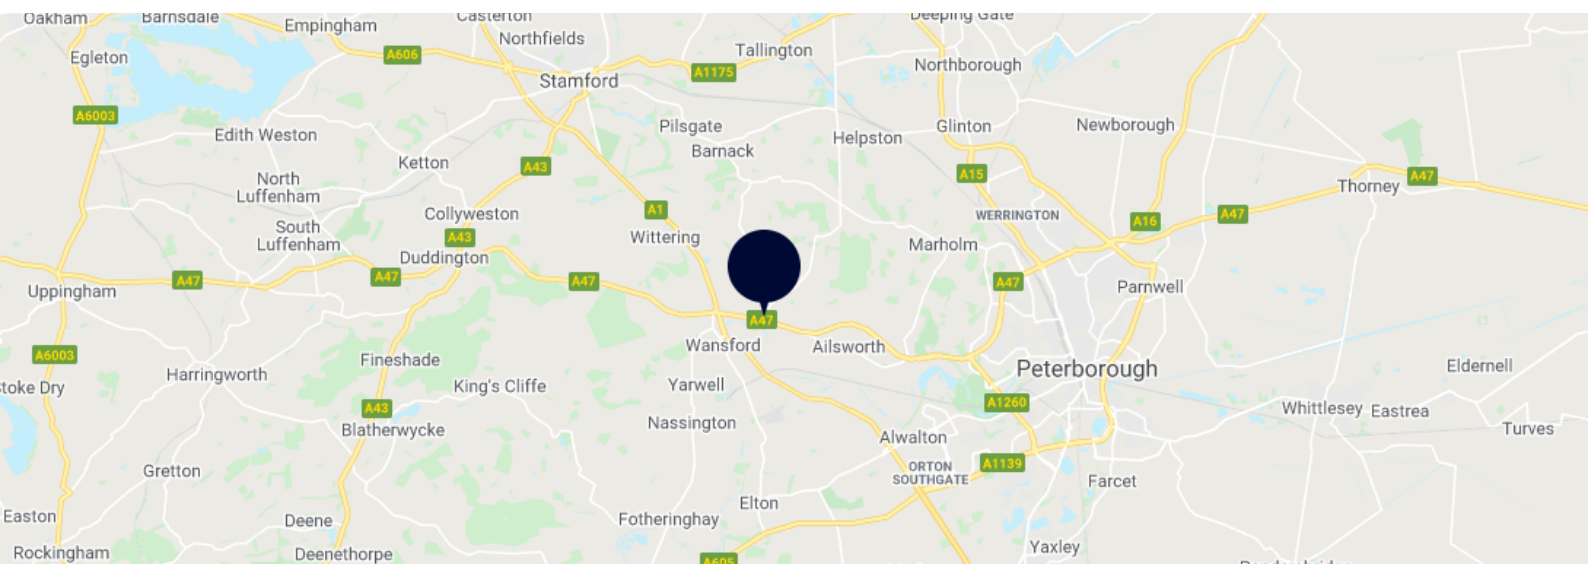 Oakham
Barnsdale
Empingham
Casterton
Deeping Gate
Northfields
Egleton
A606
Tallington
Northborough
A1175
Stamford
A6003
Edith Weston
Pilsgate
Helpston
Glinton
Newborough
Barnack
Ketton
A43
A15
A47
North
Luffenham
Thorney
Collyweston
A1
WERRINGTON
A16
A47
South
Luffenham
A43
Wittering
Marholm
Duddington
A47
A47
A47
A47
Uppingham
Parnwell
A47
Wansford
Ailsworth
A6003
Fineshade
Peterborough
Eldernell
Harringworth
Stoke Dry
King's Cliffe
Yarwell
A43
A1260
Whittlesey
Eastrea
Blatherwycke
Nassington
Alwalton
Turves
Gretton
A1139
ORTON
SOUTHGATE
Farcet
Elton
Easton
Deene
Fotheringhay
Rockingham
Deenethorpe
Yaxley
A605